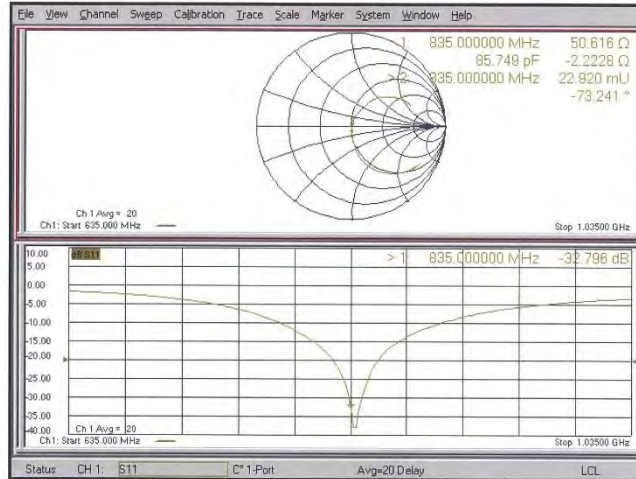 File View Channel Sweep Calibration Trace Scale Marker System Window Help
1 835.000000 MHz 50.616 Ω
85.749 pF -2.2228 Ω
> 2 835.000000 MHz 22.920 mU
-73.241 °
Ch 1 Avg = 20
Ch1: Start 635.000 MHz
Stop 1.03500 GHz
10.00
dB S11
> 1 835.000000 MHz -32.796 dB
5.00
0.00
-5.00
-10.00
-15.00
-20.00
-25.00
-30.00
-35.00
-40.00
Ch 1 Avg = 20
Ch1: Start 635.000 MHz
Stop 1.03500 GHz
Status CH 1: S11 C* 1-Port Avg=20 Delay LCL